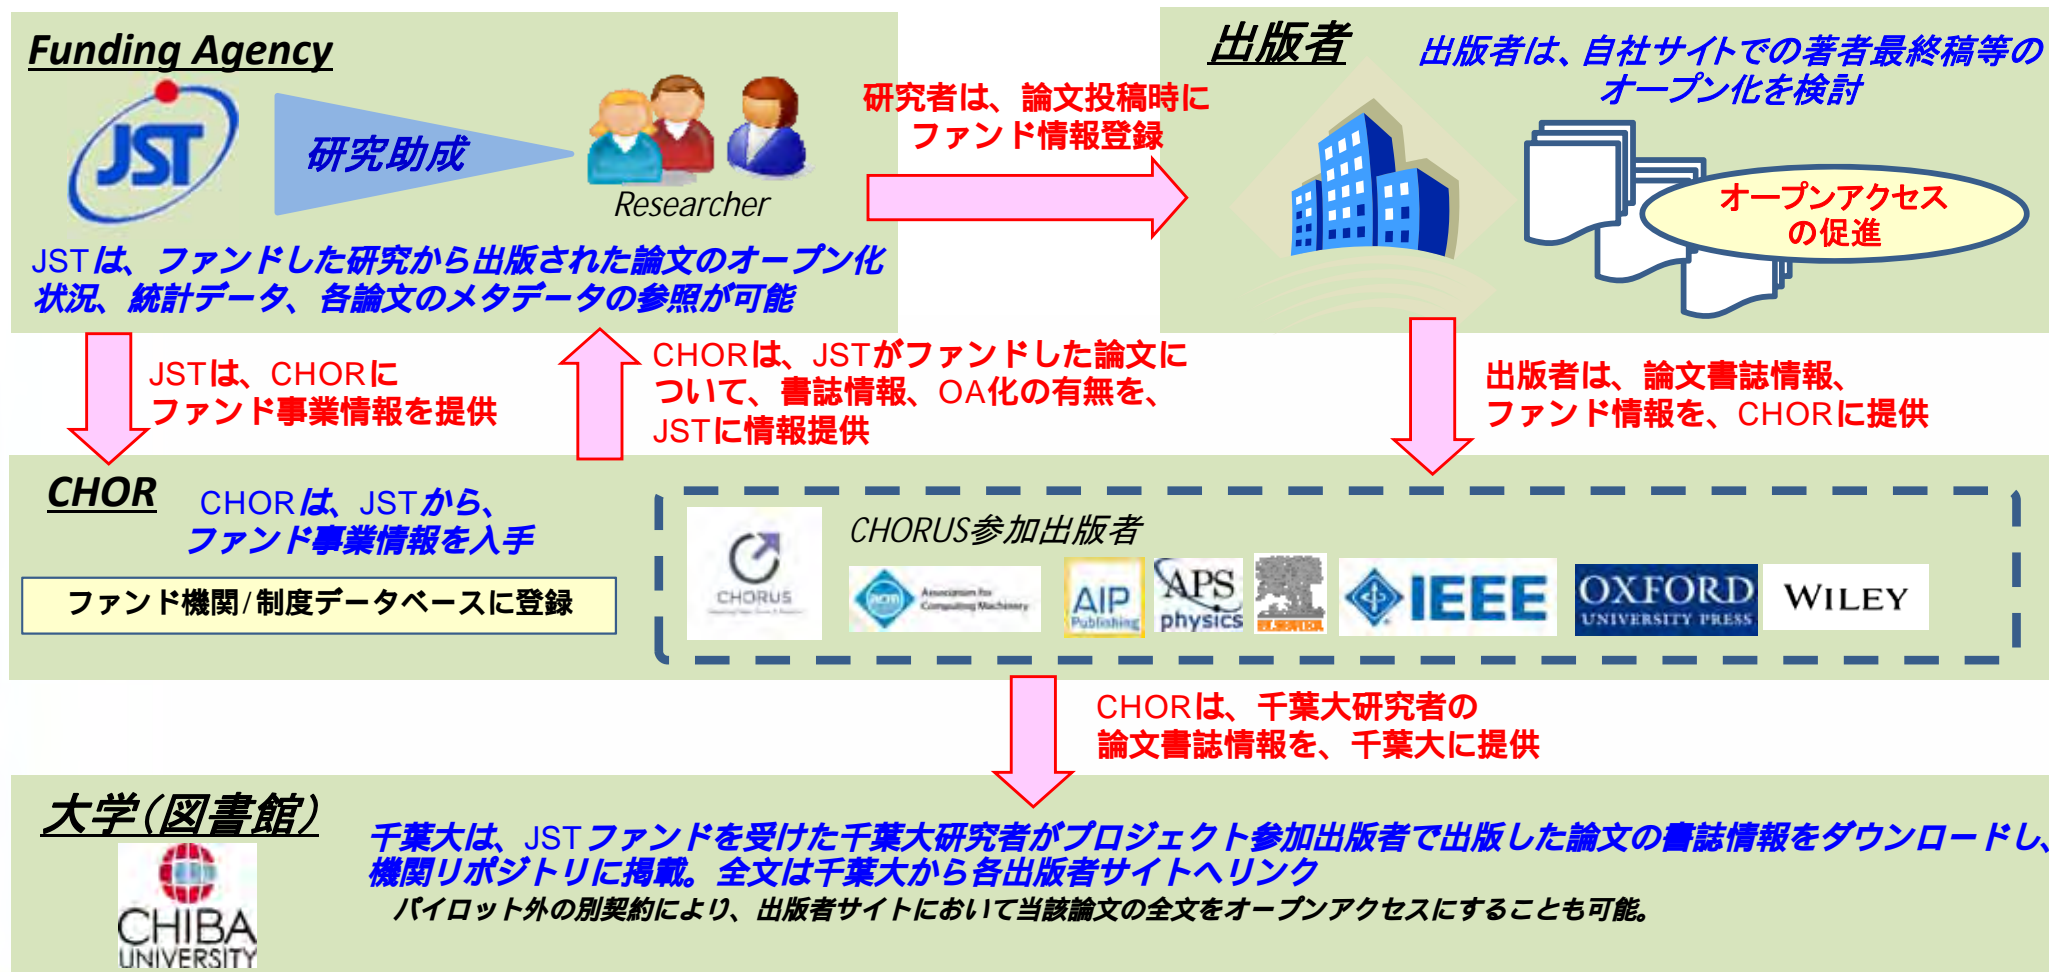 Funding Agency
JST
研究助成
Researcher
JSTは、ファンドした研究から出版された論文のオープン化
状況、統計データ、各論文のメタデータの参照が可能
研究者は、論文投稿時に
ファンド情報登録
出版者
出版者は、自社サイトでの著者最終稿等の
オープン化を検討
オープンアクセス
の促進
JSTは、CHORに
ファンド事業情報を提供
CHORは、JSTがファンドした論文に
ついて、書誌情報、OA化の有無を、
JSTに情報提供
出版者は、論文書誌情報、
ファンド情報を、CHORに提供
CHOR
CHORは、JSTから、
ファンド事業情報を入手
ファンド機関/制度データベースに登録
CHORUS参加出版者
CHORUS
acm
Association for
Computing Machinery
AIP
Publishing
APS
physics
ELSEVIER
IEEE
OXFORD
UNIVERSITY PRESS
WILEY
CHORは、千葉大研究者の
論文書誌情報を、千葉大に提供
大学(図書館)
CHIBA
UNIVERSITY
千葉大は、JSTファンドを受けた千葉大研究者がプロジェクト参加出版者で出版した論文の書誌情報をダウンロードし、
機関リポジトリに掲載。全文は千葉大から各出版者サイトへリンク
パイロット外の別契約により、出版者サイトにおいて当該論文の全文をオープンアクセスにすることも可能。